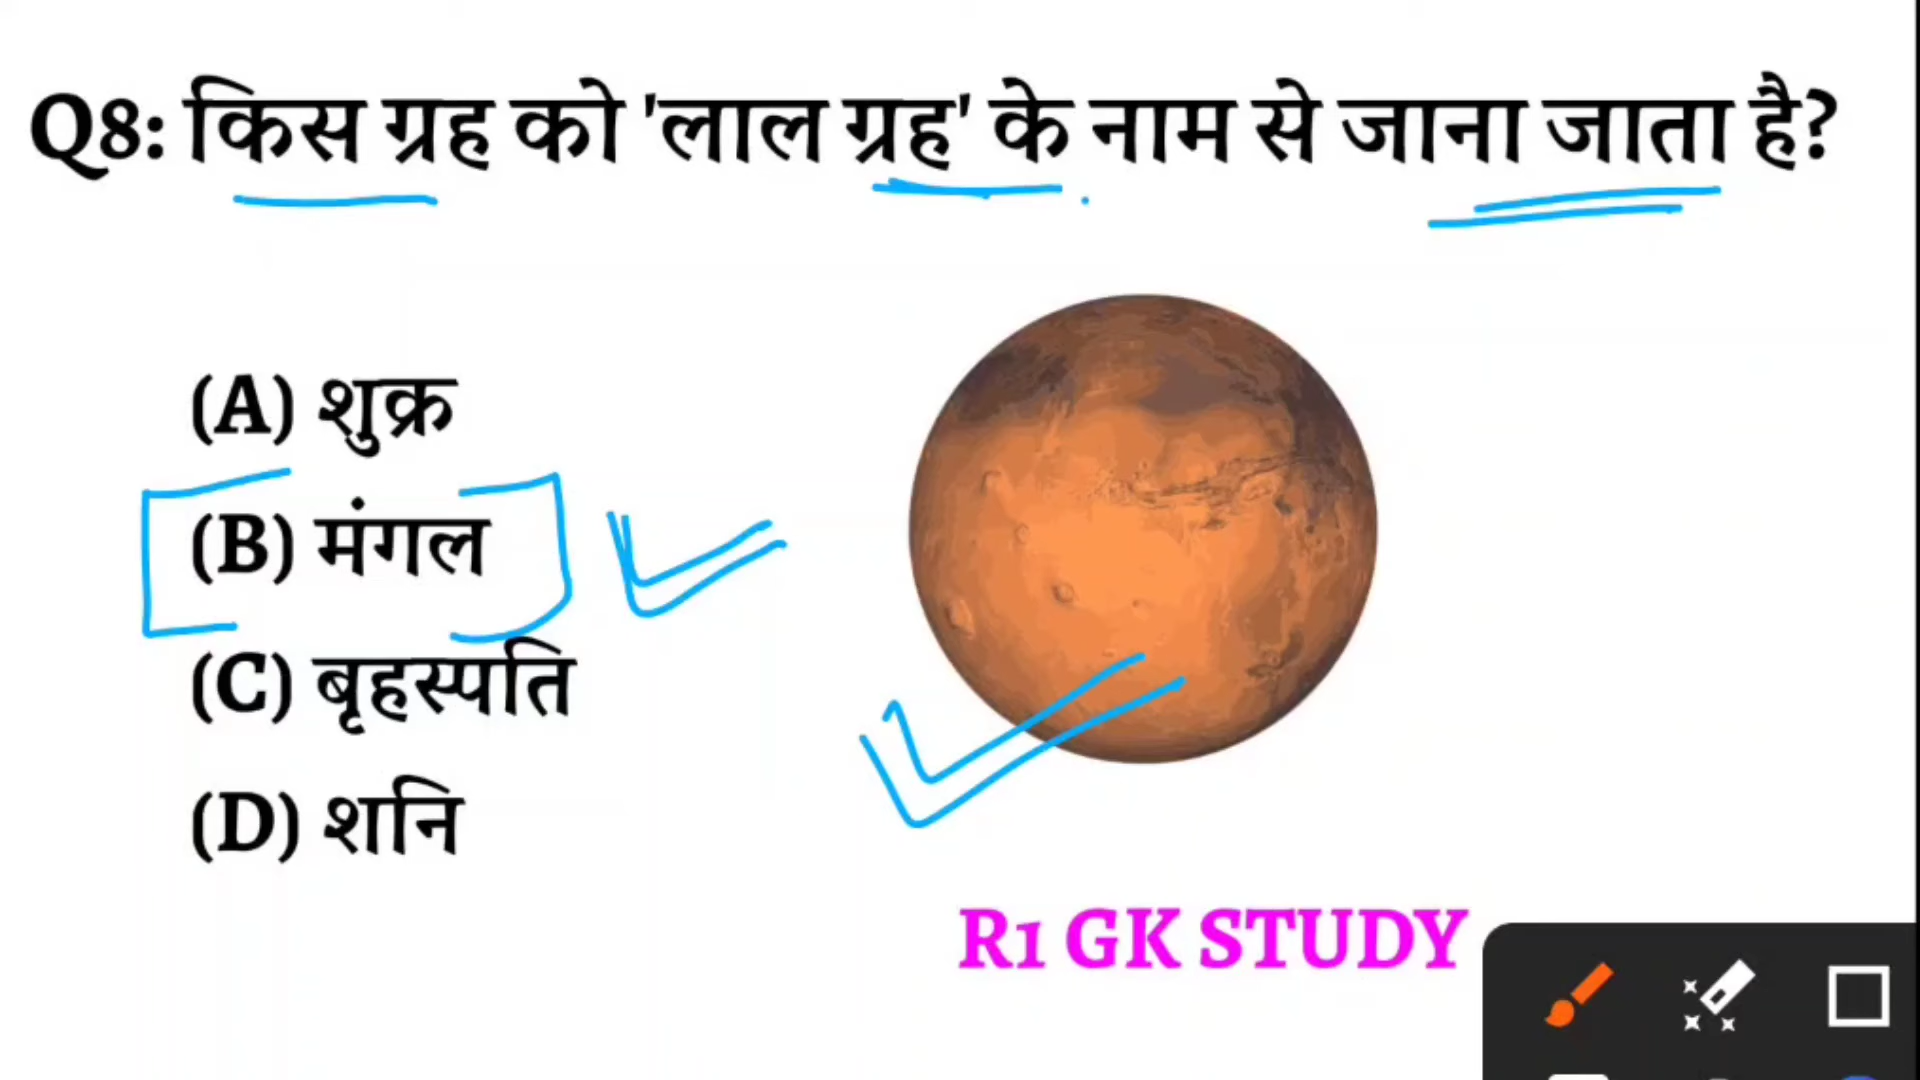 Q8: किस ग्रह को 'लाल ग्रह' के नाम से जाना जाता है?
(A) शुक्र
(B) मंगल
(C) बृहस्पति
(D) शनि
R1 GK STUDY